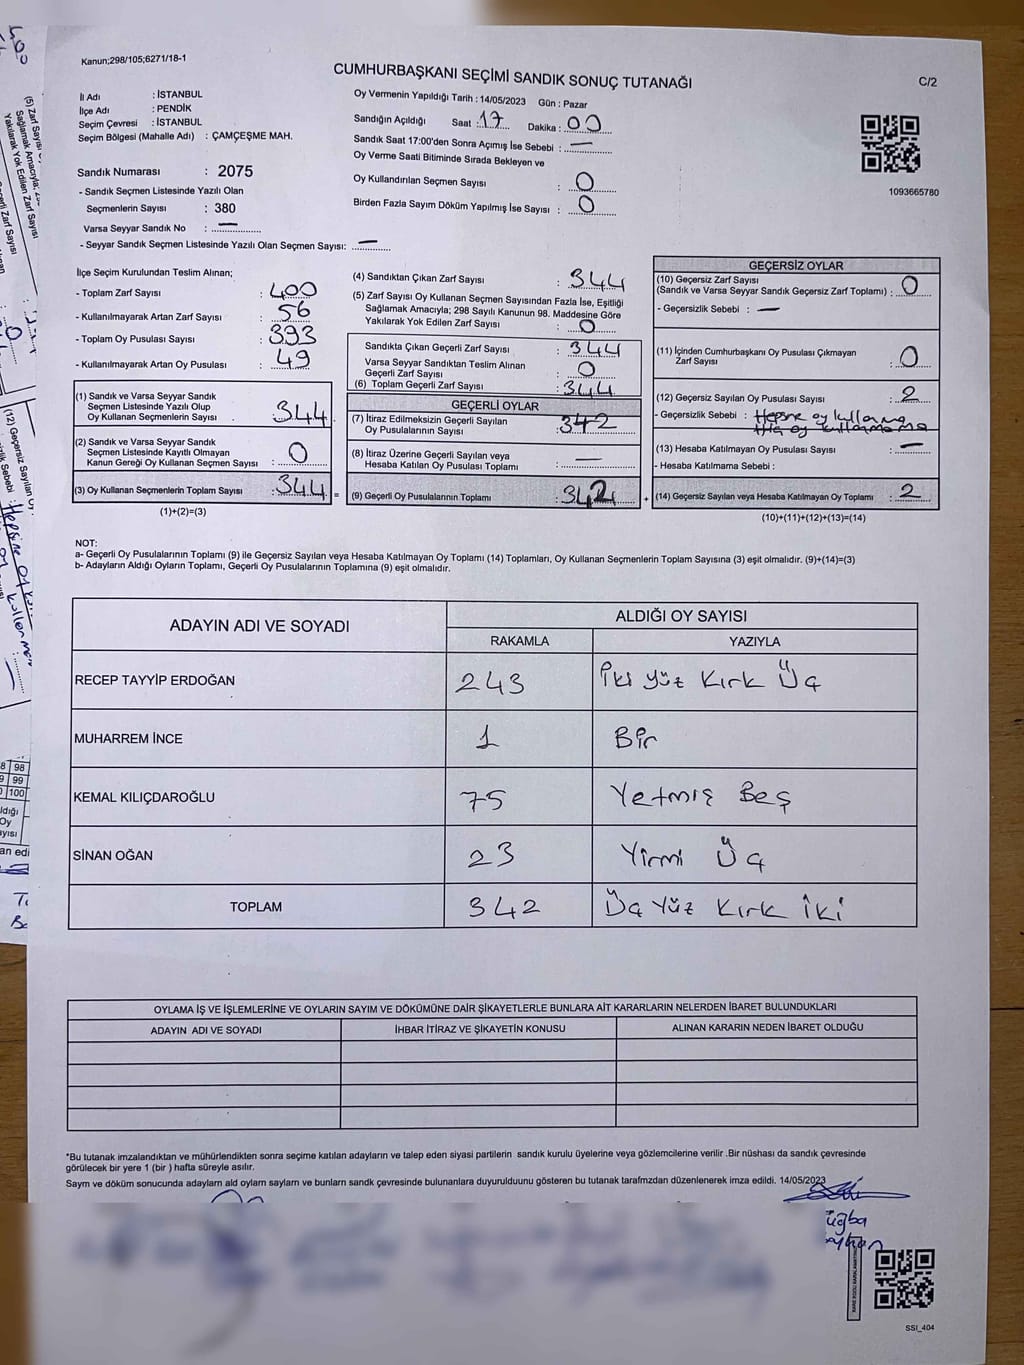 Kanun;298/105;6271/18-1
CUMHURBAŞKANI SEÇİMİ SANDIK SONUÇ TUTANAĞI
C/2
İl Adı : İSTANBUL
İlçe Adı : PENDİK
Seçim Çevresi : İSTANBUL
Seçim Bölgesi (Mahalle Adı) : ÇAMÇEŞME MAH.
Sandık Numarası : 2075
- Sandık Seçmen Listesinde Yazılı Olan
Seçmenlerin Sayısı : 380
Varsa Seyyar Sandık No : —
- Seyyar Sandık Seçmen Listesinde Yazılı Olan Seçmen Sayısı: —
Oy Vermenin Yapıldığı Tarih : 14/05/2023 Gün : Pazar
Sandığın Açıldığı Saat : 17 Dakika : 00
Sandık Saat 17:00'den Sonra Açımış İse Sebebi : —
Oy Verme Saati Bitiminde Sırada Bekleyen ve
Oy Kullandırılan Seçmen Sayısı : 0
Birden Fazla Sayım Döküm Yapılmış İse Sayısı : 0
1093665780
İlçe Seçim Kurulundan Teslim Alınan;
- Toplam Zarf Sayısı : 400
- Kullanılmayarak Artan Zarf Sayısı : 56
- Toplam Oy Pusulası Sayısı : 393
- Kullanılmayarak Artan Oy Pusulası : 49
(1) Sandık ve Varsa Seyyar Sandık
Seçmen Listesinde Yazılı Olup
Oy Kullanan Seçmenlerin Sayısı : 344
(2) Sandık ve Varsa Seyyar Sandık
Seçmen Listesinde Kayıtlı Olmayan
Kanun Gereği Oy Kullanan Seçmen Sayısı : 0
(3) Oy Kullanan Seçmenlerin Toplam Sayısı : 344 =
(1)+(2)=(3)
(4) Sandıktan Çıkan Zarf Sayısı : 344
(5) Zarf Sayısı Oy Kullanan Seçmen Sayısından Fazla İse, Eşitliği
Sağlamak Amacıyla; 298 Sayılı Kanunun 98. Maddesine Göre
Yakılarak Yok Edilen Zarf Sayısı : 0
Sandıkta Çıkan Geçerli Zarf Sayısı : 344
Varsa Seyyar Sandıktan Teslim Alınan
Geçerli Zarf Sayısı : 0
(6) Toplam Geçerli Zarf Sayısı : 344
GEÇERLİ OYLAR
(7) İtiraz Edilmeksizin Geçerli Sayılan
Oy Pusulalarının Sayısı : 342
(8) İtiraz Üzerine Geçerli Sayılan veya
Hesaba Katılan Oy Pusulası Toplamı : —
(9) Geçerli Oy Pusulalarının Toplamı : 342 +
GEÇERSİZ OYLAR
(10) Geçersiz Zarf Sayısı
(Sandık ve Varsa Seyyar Sandık Geçersiz Zarf Toplamı) : 0
- Geçersizlik Sebebi : —
(11) İçinden Cumhurbaşkanı Oy Pusulası Çıkmayan
Zarf Sayısı : 0
(12) Geçersiz Sayılan Oy Pusulası Sayısı : 2
- Geçersizlik Sebebi : Hepsine oy kullanma
Hiç oy kullanmama
(13) Hesaba Katılmayan Oy Pusulası Sayısı : —
- Hesaba Katılmama Sebebi :
(14) Geçersiz Sayılan veya Hesaba Katılmayan Oy Toplamı : 2
(10)+(11)+(12)+(13)=(14)
NOT:
a- Geçerli Oy Pusulalarının Toplamı (9) ile Geçersiz Sayılan veya Hesaba Katılmayan Oy Toplamı (14) Toplamları, Oy Kullanan Seçmenlerin Toplam Sayısına (3) eşit olmalıdır. (9)+(14)=(3)
b- Adayların Aldığı Oyların Toplamı, Geçerli Oy Pusulalarının Toplamına (9) eşit olmalıdır.
ADAYIN ADI VE SOYADI ALDIĞI OY SAYISI
RAKAMLA YAZIYLA
RECEP TAYYİP ERDOĞAN 243 İki Yüz Kırk Üç
MUHARREM İNCE 1 Bir
KEMAL KILIÇDAROĞLU 75 Yetmiş Beş
SİNAN OĞAN 23 Yirmi Üç
TOPLAM 342 Üç Yüz Kırk İki
OYLAMA İŞ VE İŞLEMLERİNE VE OYLARIN SAYIM VE DÖKÜMÜNE DAİR ŞİKAYETLERLE BUNLARA AİT KARARLARIN NELERDEN İBARET BULUNDUKLARI
ADAYIN ADI VE SOYADI İHBAR İTİRAZ VE ŞİKAYETİN KONUSU ALINAN KARARIN NEDEN İBARET OLDUĞU
*Bu tutanak imzalandıktan ve mühürlendikten sonra seçime katılan adayların ve talep eden siyasi partilerin sandık kurulu üyelerine veya gözlemcilerine verilir .Bir nüshası da sandık çevresinde
görülecek bir yere 1 (bir ) hafta süreyle asılır.
Sayım ve döküm sonucunda adayların ald oyların sayların ve bunların sandk çevresinde bulunanlara duyurulduunu gösteren bu tutanak tarafmzdan düzenlenerek imza edildi. 14/05/2023
SSI_404